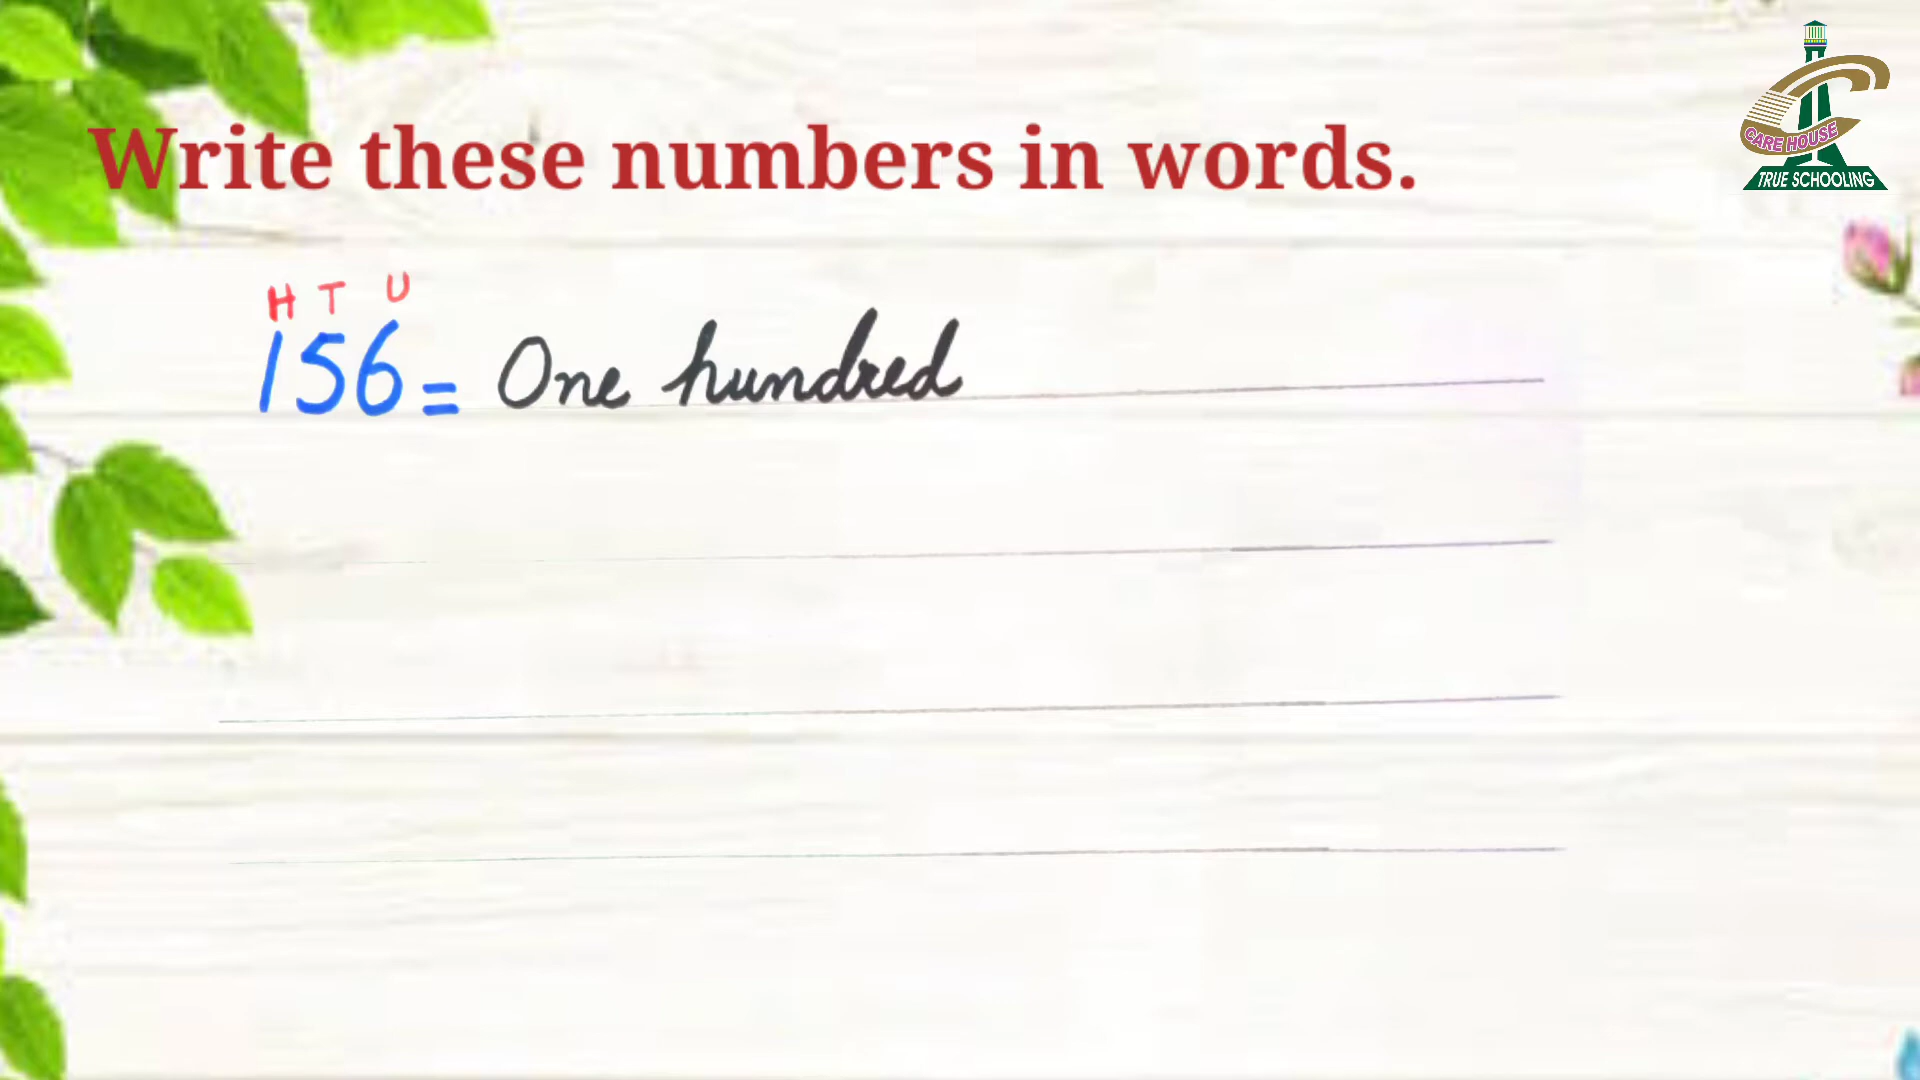 Write these numbers in words.
CARE HOUSE
TRUE SCHOOLING
H T U
156 = One hundred